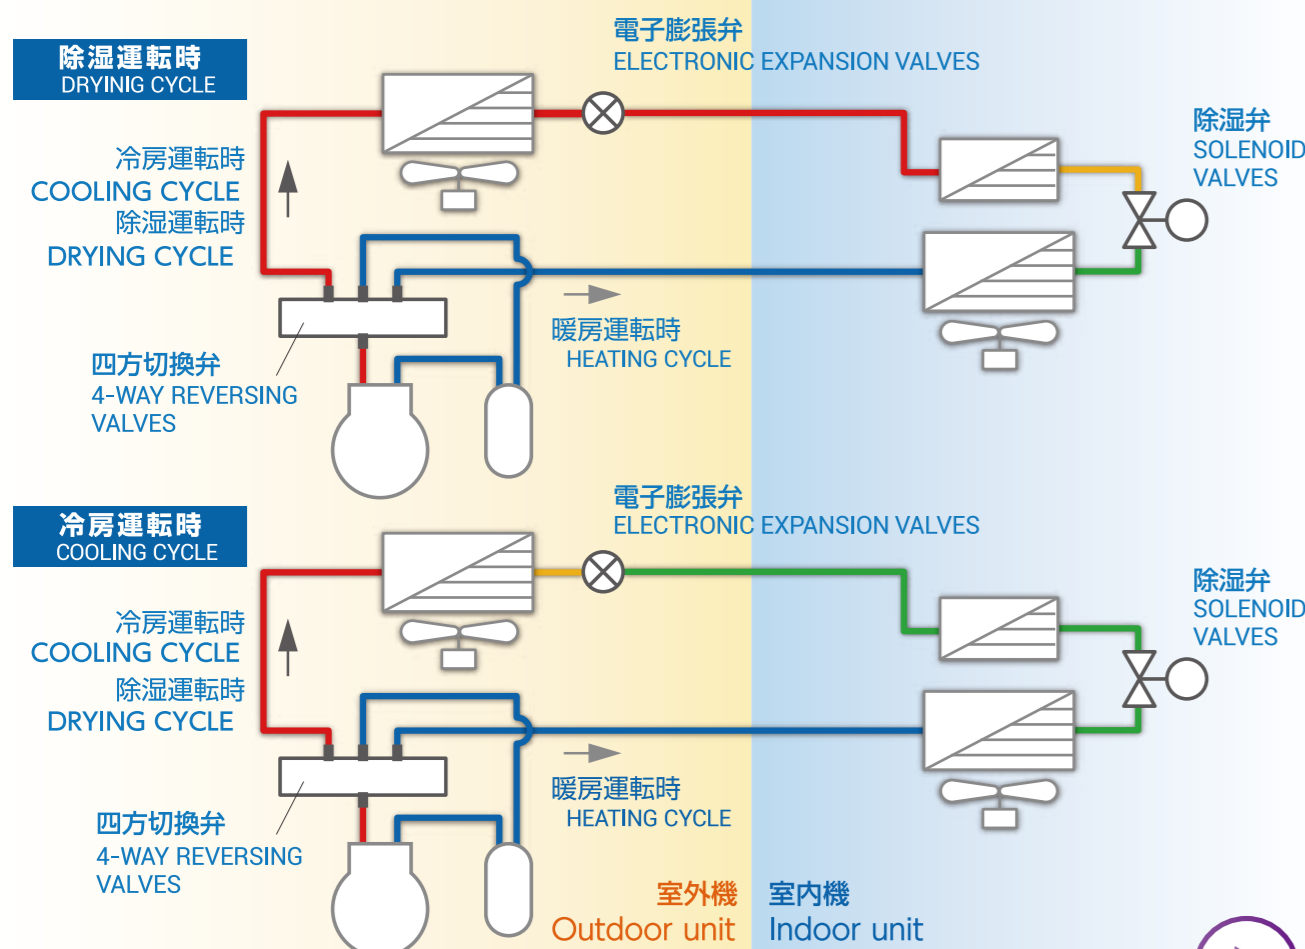 除湿運転時
DRYINIG CYCLE
電子膨張弁
ELECTRONIC EXPANSION VALVES
冷房運転時
COOLING CYCLE
除湿運転時
DRYING CYCLE
除湿弁
SOLENOID
VALVES
暖房運転時
HEATING CYCLE
四方切換弁
4-WAY REVERSING
VALVES
冷房運転時
COOLING CYCLE
電子膨張弁
ELECTRONIC EXPANSION VALVES
冷房運転時
COOLING CYCLE
除湿運転時
DRYING CYCLE
除湿弁
SOLENOID
VALVES
暖房運転時
HEATING CYCLE
四方切換弁
4-WAY REVERSING
VALVES
室外機
Outdoor unit
室内機
Indoor unit